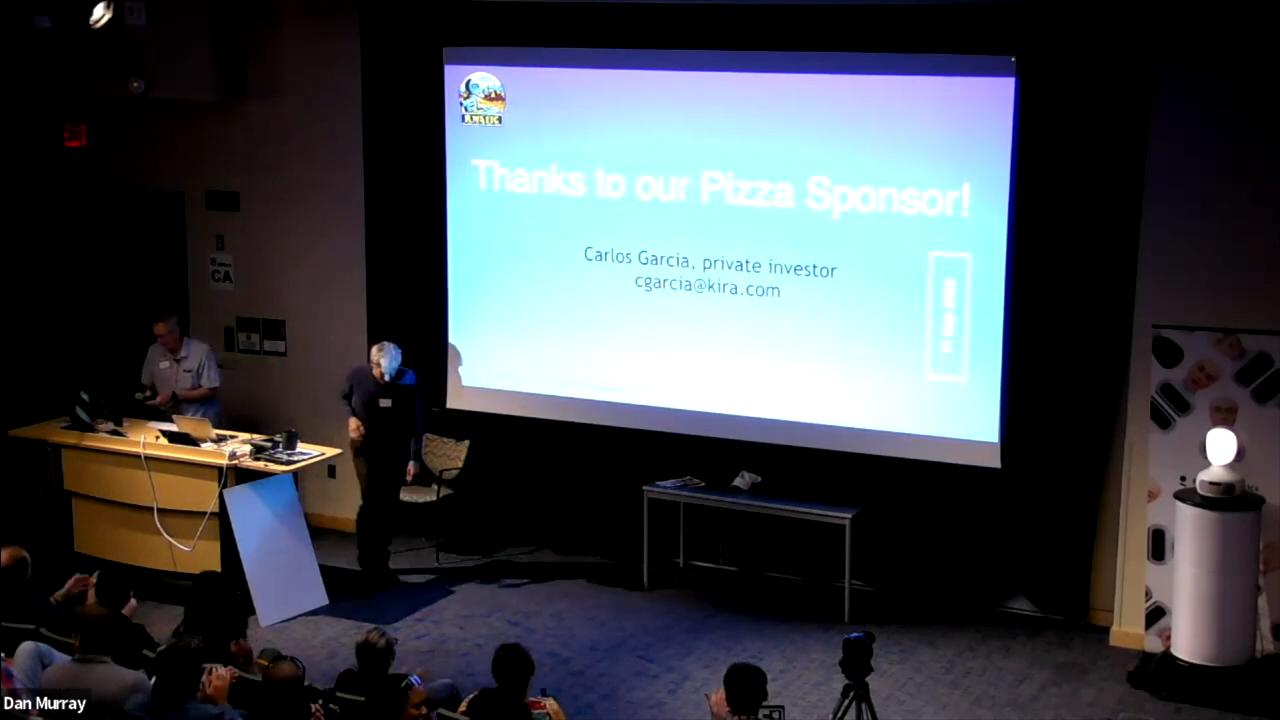 Thanks to our Pizza Sponsor!
Carlos Garcia, private investor
cgarcia@kira.com
CA
Dan Murray